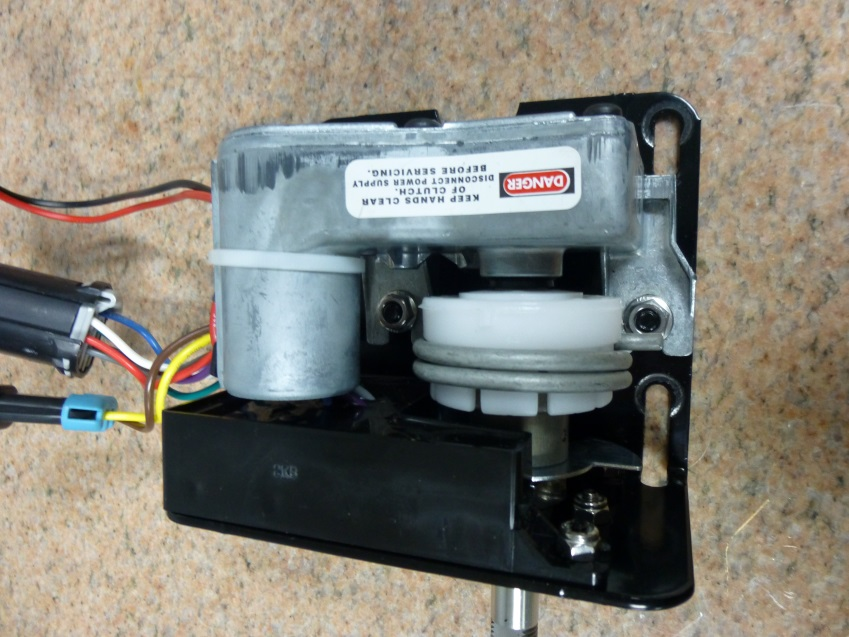 DANGER
KEEP HANDS CLEAR
OF CLUTCH.
DISCONNECT POWER SUPPLY
BEFORE SERVICING.